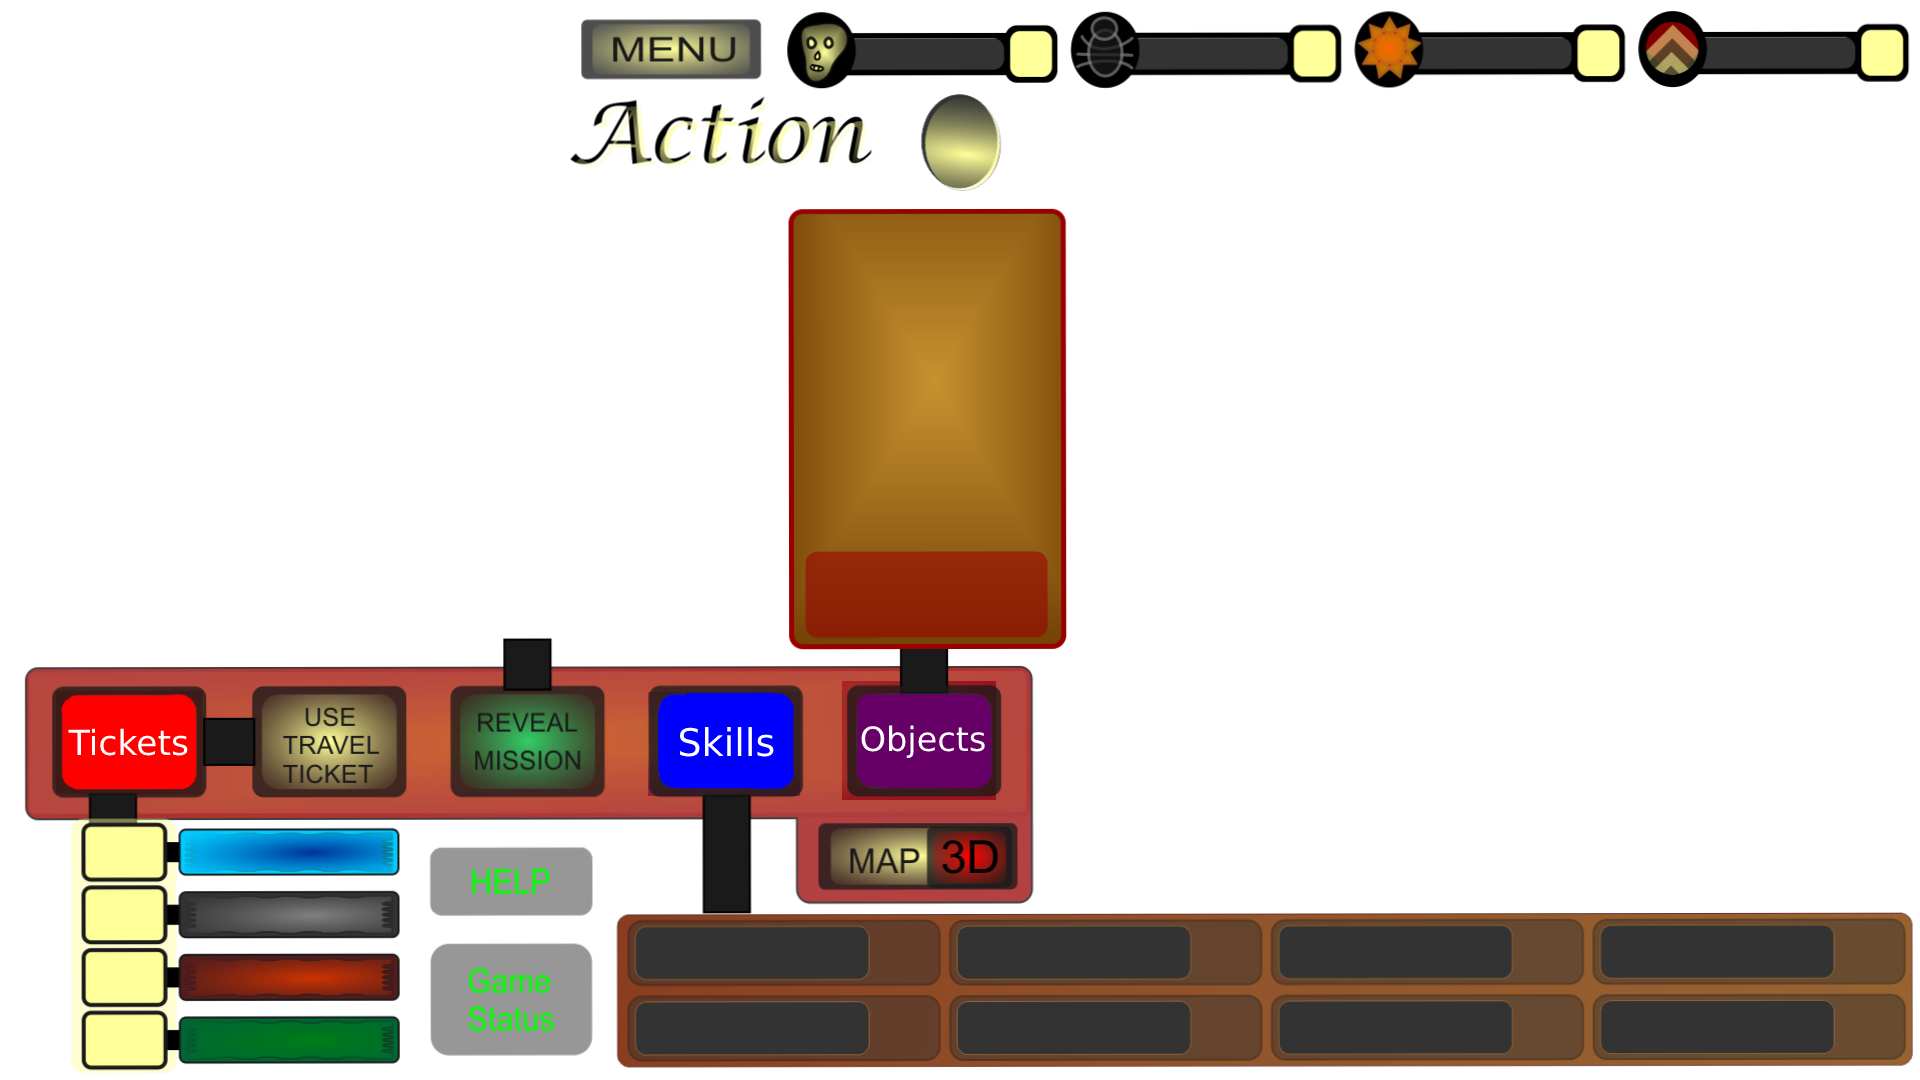 MENU
Action
Tickets
USE
TRAVEL
TICKET
REVEAL
MISSION
Skills
Objects
MAP
3D
HELP
Game
Status